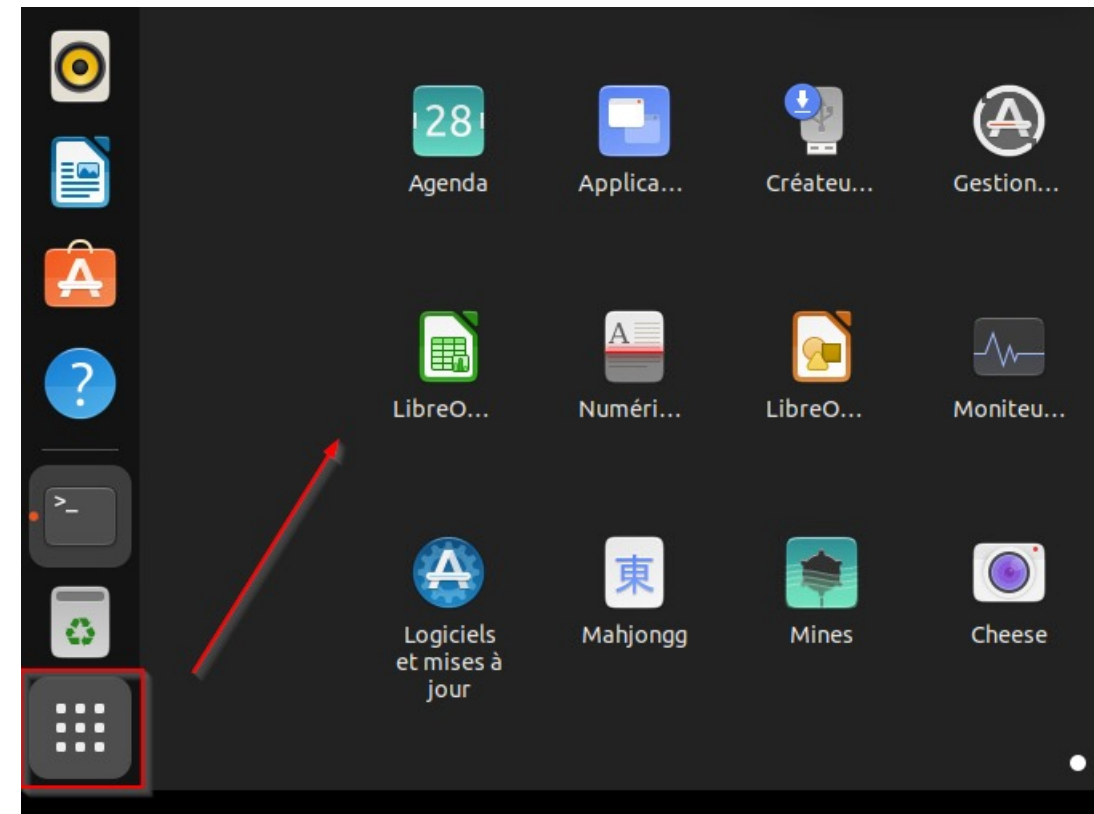 28
Agenda
Applica...
Créateu...
Gestion...
?
A
LibreO...
Numéri...
LibreO...
Moniteu...
>_
東
Logiciels
et mises à
jour
Mahjongg
Mines
Cheese